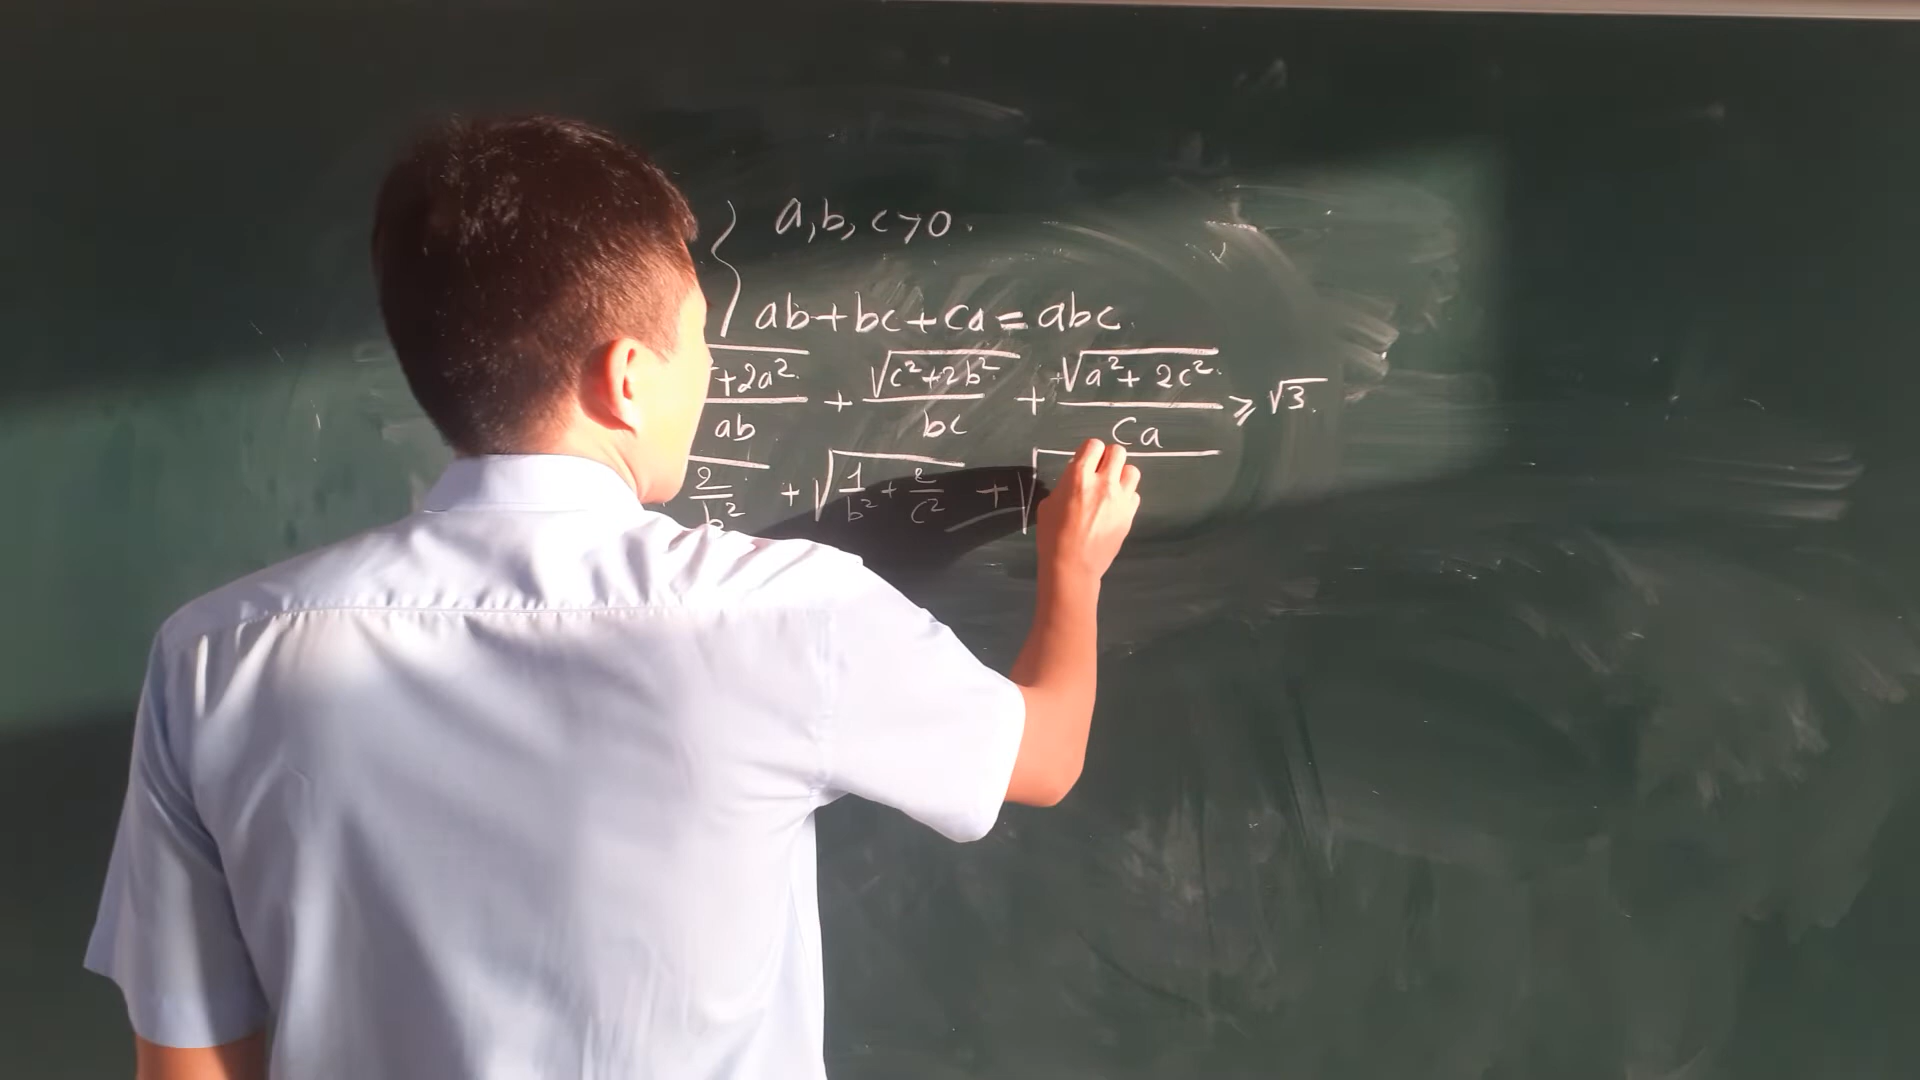 { a, b, c > 0.
ab + bc + ca = abc.
+2a²/ab + √(c²+2b²)/bc + √(a²+2c²)/ca ≥ √3.
2/b² + √(1/b² + 2/c²) + √